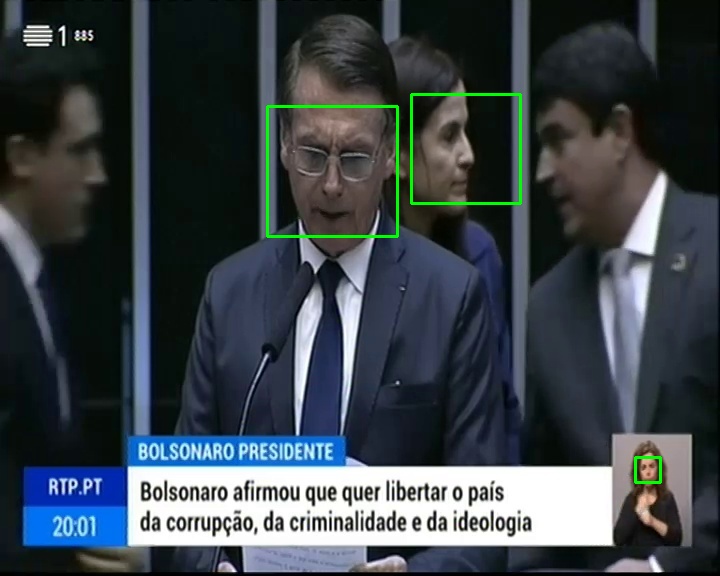 1 885
BOLSONARO PRESIDENTE
RTP.PT
Bolsonaro afirmou que quer libertar o país
20:01
da corrupção, da criminalidade e da ideologia